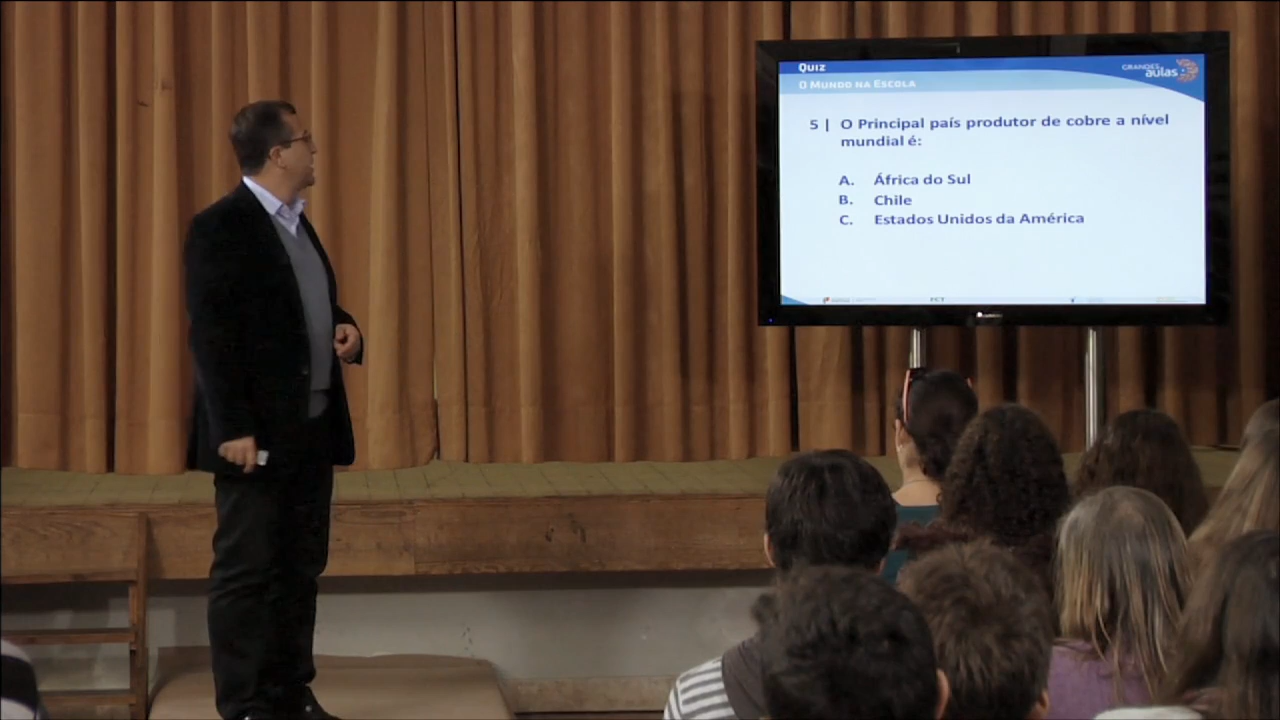 Quiz
GRANDES
aulas
O Mundo na Escola
5 | O Principal país produtor de cobre a nível
mundial é:
A. África do Sul
B. Chile
C. Estados Unidos da América
FCT